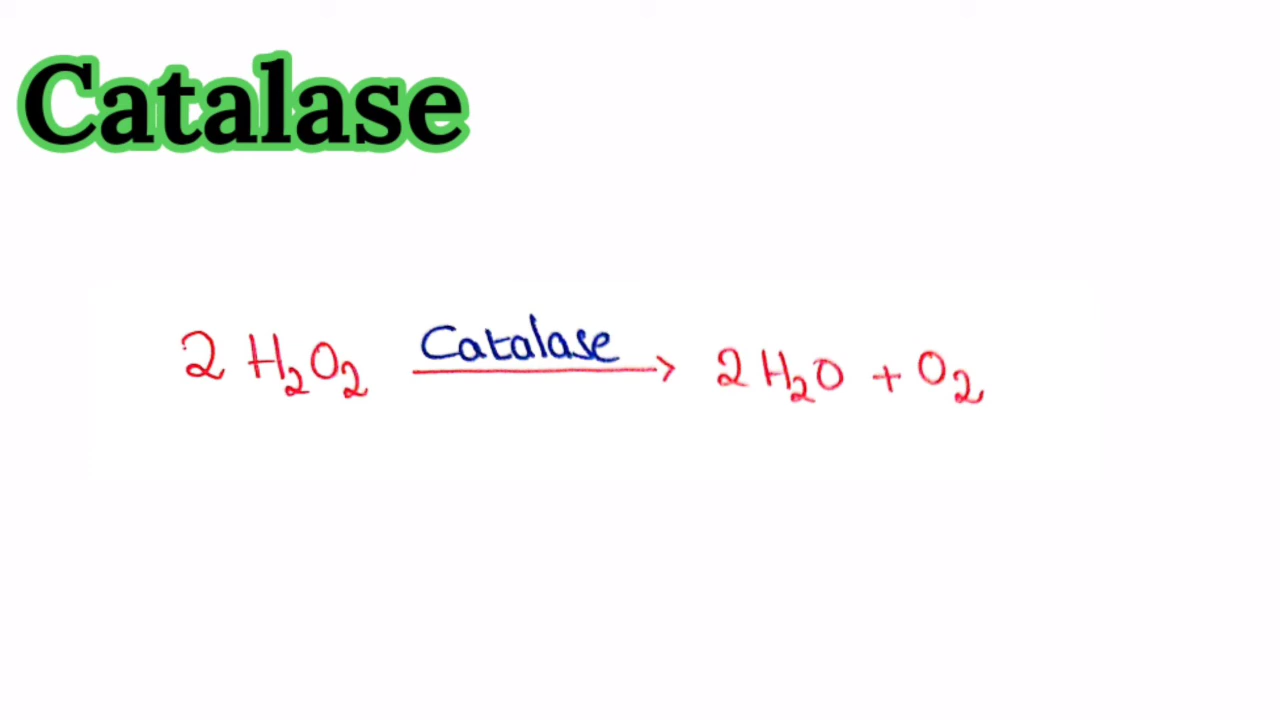 Catalase
2 H₂O₂ Catalase → 2 H₂O + O₂